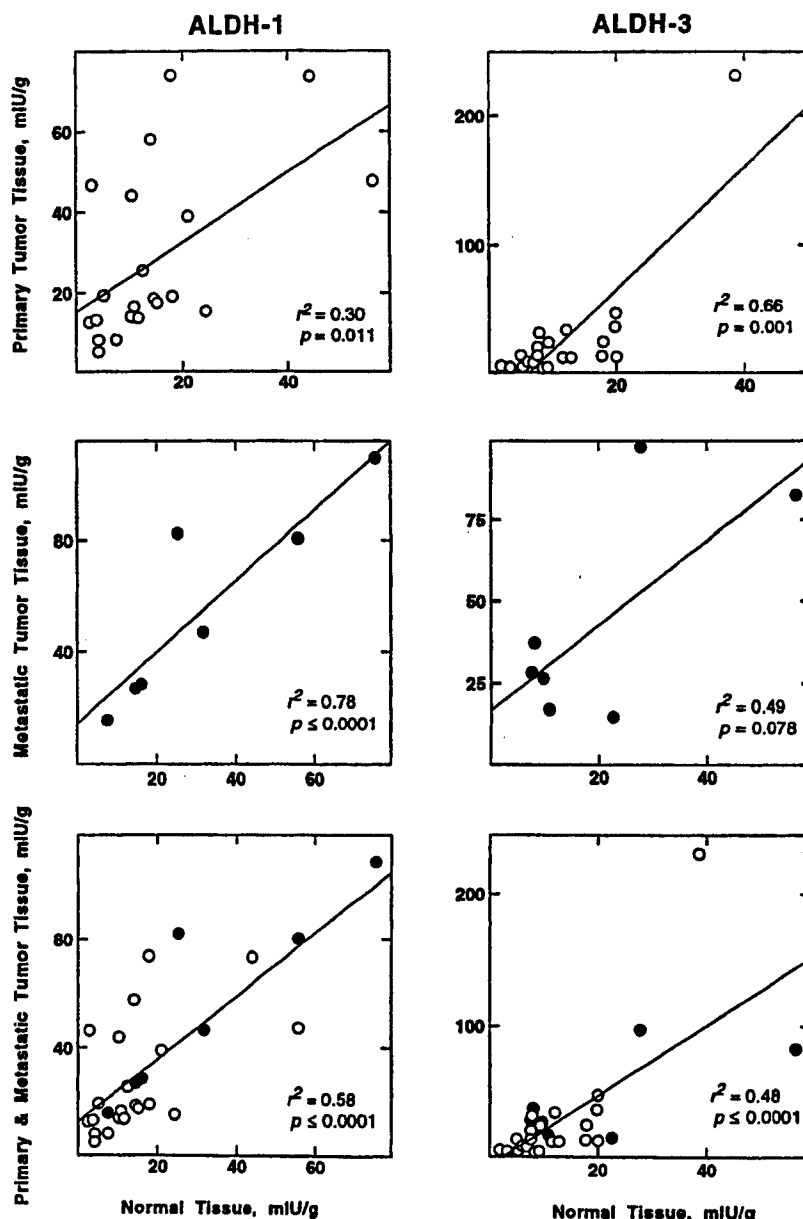 ALDH-1
ALDH-3
Primary Tumor Tissue, mIU/g
60
40
20
r² = 0.30
p = 0.011
20
40
200
100
r² = 0.66
p = 0.001
20
40
Metastatic Tumor Tissue, mIU/g
80
40
r² = 0.78
p ≤ 0.0001
20
40
60
75
50
25
r² = 0.49
p = 0.078
20
40
Primary & Metastatic Tumor Tissue, mIU/g
80
40
r² = 0.58
p ≤ 0.0001
20
40
60
Normal Tissue, mIU/g
200
100
r² = 0.48
p ≤ 0.0001
20
40
Normal Tissue, mIU/g